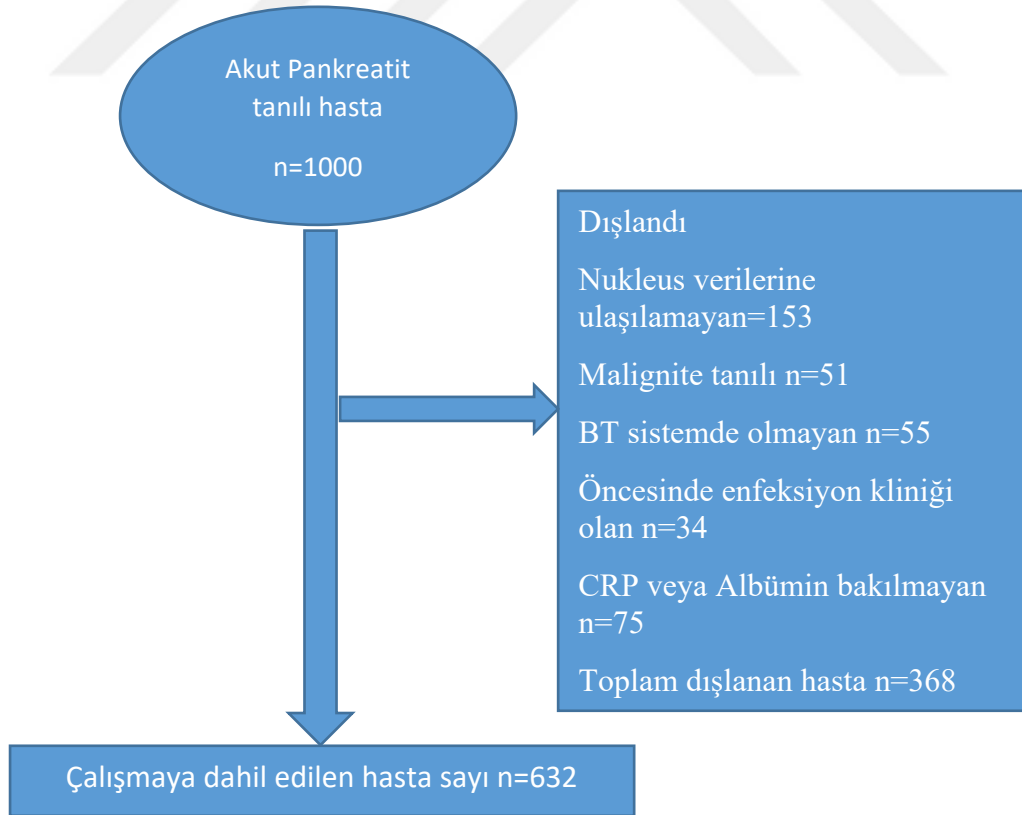 Akut Pankreatit
tanılı hasta
n=1000
Dışlandı
Nukleus verilerine
ulaşılamayan=153
Malignite tanılı n=51
BT sistemde olmayan n=55
Öncesinde enfeksiyon kliniği
olan n=34
CRP veya Albümin bakılmayan
n=75
Toplam dışlanan hasta n=368
Çalışmaya dahil edilen hasta sayı n=632